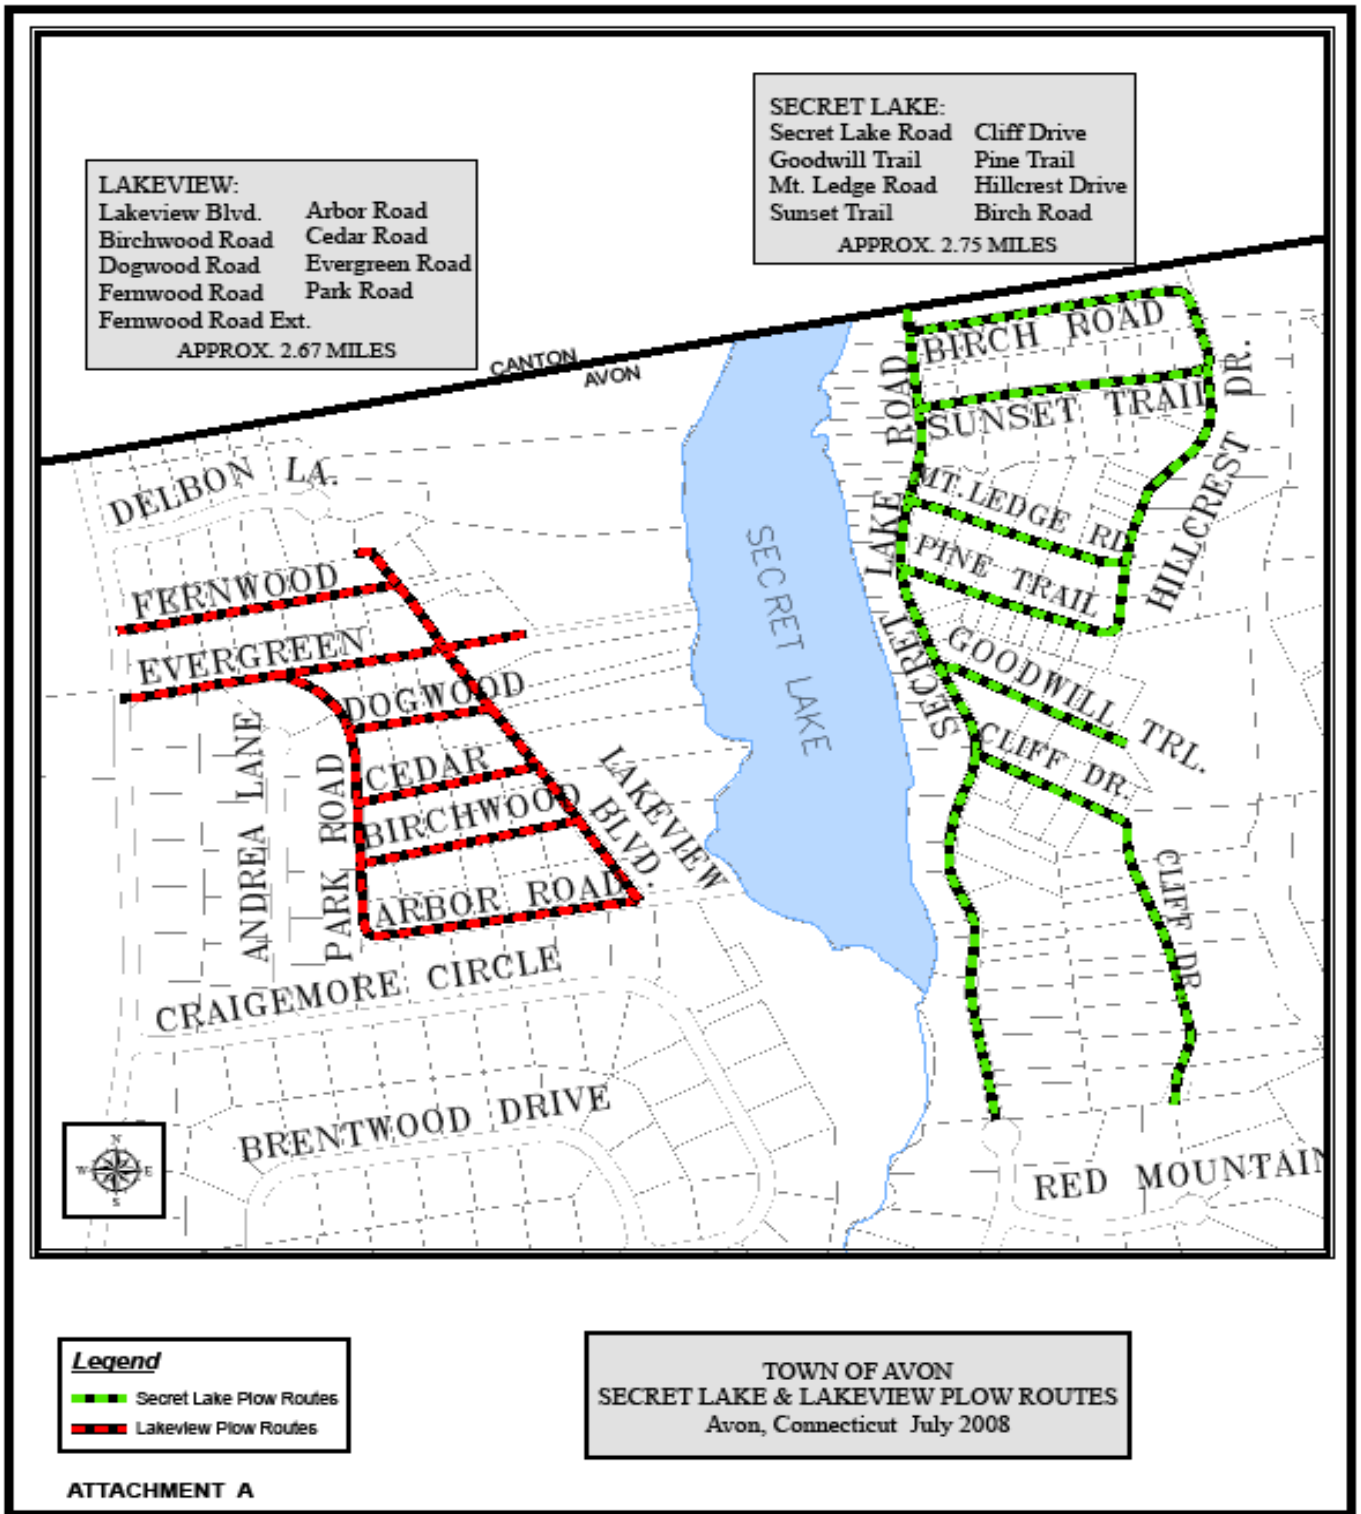 SECRET LAKE:
Secret Lake Road Cliff Drive
Goodwill Trail Pine Trail
Mt. Ledge Road Hillcrest Drive
Sunset Trail Birch Road
APPROX. 2.75 MILES
LAKEVIEW:
Lakeview Blvd. Arbor Road
Birchwood Road Cedar Road
Dogwood Road Evergreen Road
Fernwood Road Park Road
Fernwood Road Ext.
APPROX. 2.67 MILES
CANTON
AVON
BIRCH ROAD
SUNSET TRAIL
HILLCREST DR.
MT. LEDGE RD.
PINE TRAIL
SECRET LAKE ROAD
GOODWILL TRL.
CLIFF DR.
CLIFF DR.
SECRET LAKE
DELBON LA.
FERNWOOD
EVERGREEN
DOGWOOD
CEDAR
BIRCHWOOD
LAKEVIEW
BLVD.
ARBOR ROAD
ANDREA LANE
PARK ROAD
CRAIGEMORE CIRCLE
BRENTWOOD DRIVE
RED MOUNTAIN
N
W E
S
Legend
Secret Lake Plow Routes
Lakeview Plow Routes
TOWN OF AVON
SECRET LAKE & LAKEVIEW PLOW ROUTES
Avon, Connecticut July 2008
ATTACHMENT A